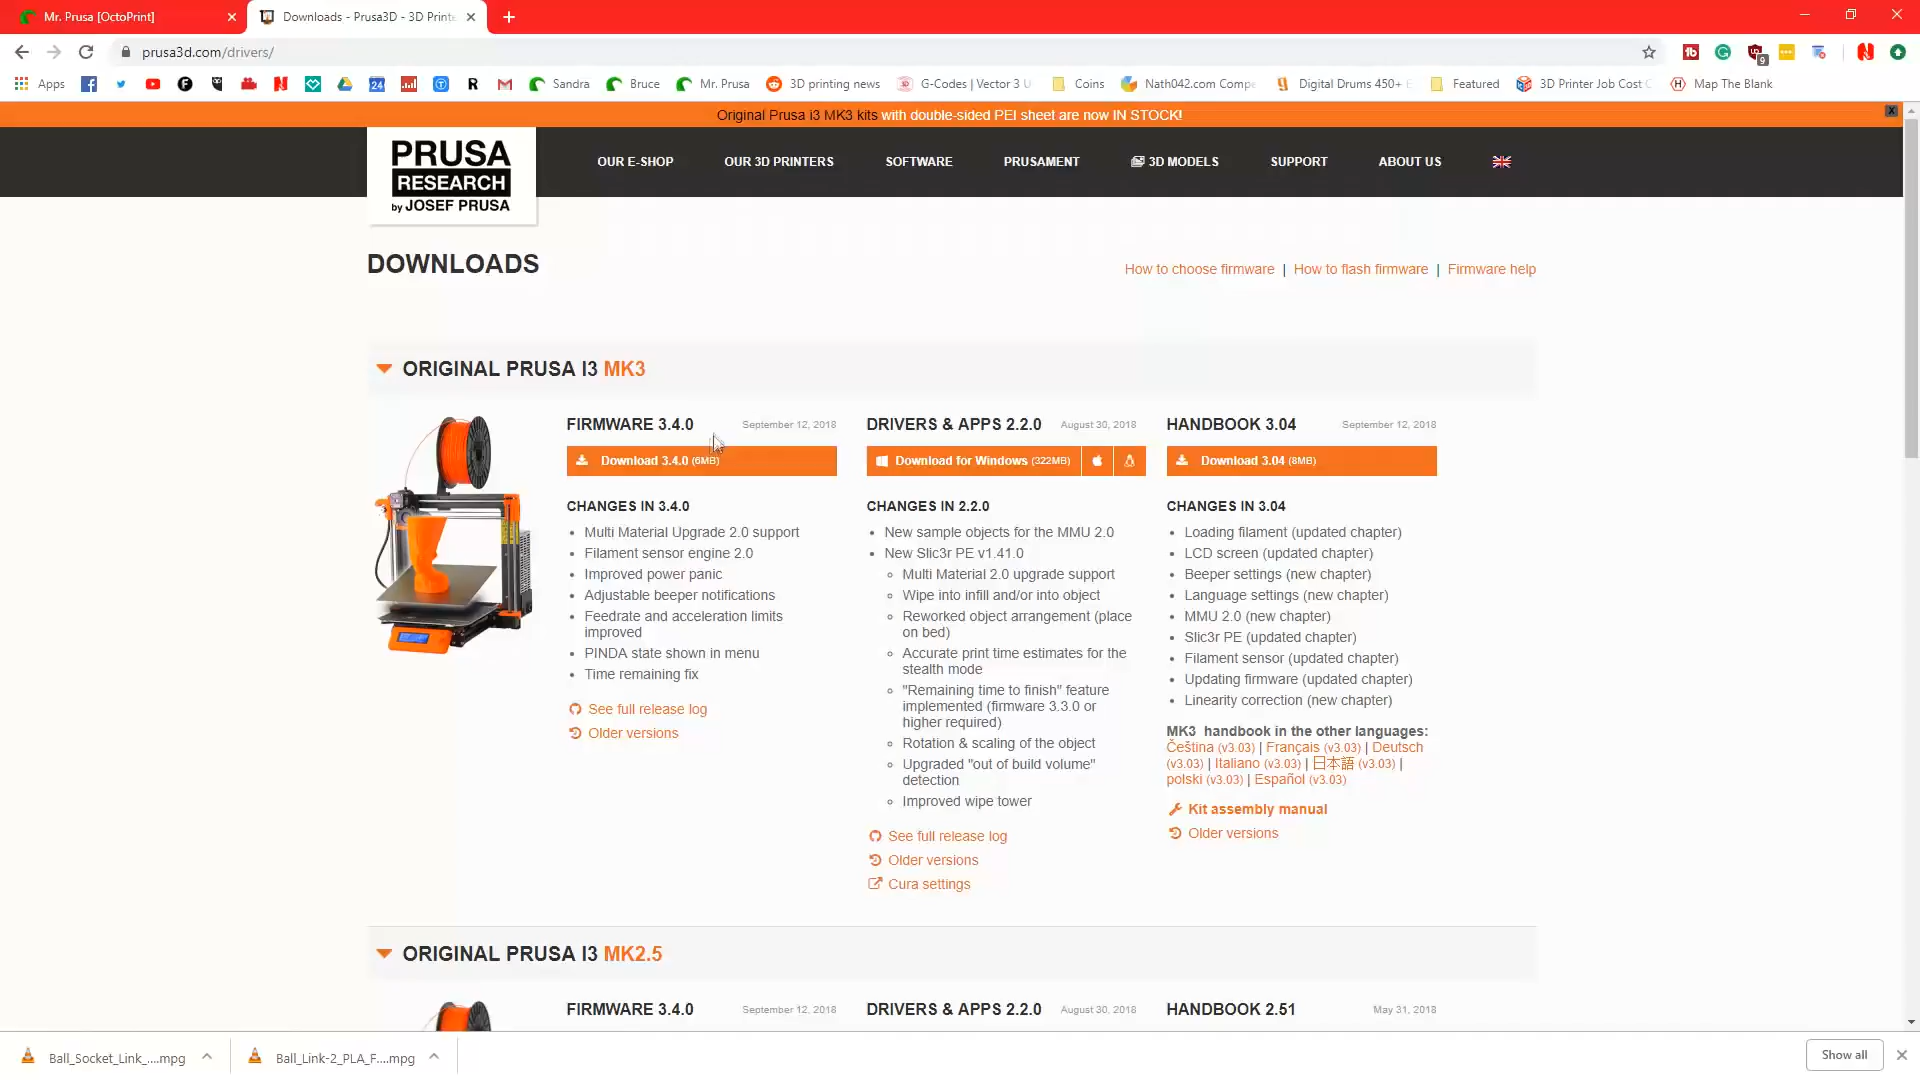 Mr. Prusa [OctoPrint]
Downloads - Prusa3D - 3D Printe
prusa3d.com/drivers/
9
Apps
24
Sandra
Bruce
Mr. Prusa
3D printing news
G-Codes | Vector 3 U
Coins
Nath042.com Compe
Digital Drums 450+ E
Featured
3D Printer Job Cost C
Map The Blank
Original Prusa i3 MK3 kits with double-sided PEI sheet are now IN STOCK!
PRUSA
RESEARCH
by JOSEF PRUSA
OUR E-SHOP
OUR 3D PRINTERS
SOFTWARE
PRUSAMENT
3D MODELS
SUPPORT
ABOUT US
DOWNLOADS
How to choose firmware | How to flash firmware | Firmware help
ORIGINAL PRUSA I3 MK3
FIRMWARE 3.4.0 September 12, 2018
Download 3.4.0 (6MB)
CHANGES IN 3.4.0
• Multi Material Upgrade 2.0 support
• Filament sensor engine 2.0
• Improved power panic
• Adjustable beeper notifications
• Feedrate and acceleration limits
improved
• PINDA state shown in menu
• Time remaining fix
See full release log
Older versions
DRIVERS & APPS 2.2.0 August 30, 2018
Download for Windows (322MB)
CHANGES IN 2.2.0
• New sample objects for the MMU 2.0
• New Slic3r PE v1.41.0
Multi Material 2.0 upgrade support
Wipe into infill and/or into object
Reworked object arrangement (place
on bed)
Accurate print time estimates for the
stealth mode
"Remaining time to finish" feature
implemented (firmware 3.3.0 or
higher required)
Rotation & scaling of the object
Upgraded "out of build volume"
detection
Improved wipe tower
See full release log
Older versions
Cura settings
HANDBOOK 3.04 September 12, 2018
Download 3.04 (8MB)
CHANGES IN 3.04
• Loading filament (updated chapter)
• LCD screen (updated chapter)
• Beeper settings (new chapter)
• Language settings (new chapter)
• MMU 2.0 (new chapter)
• Slic3r PE (updated chapter)
• Filament sensor (updated chapter)
• Updating firmware (updated chapter)
• Linearity correction (new chapter)
MK3 handbook in the other languages:
Čeština (v3.03) | Français (v3.03) | Deutsch
(v3.03) | Italiano (v3.03) | 日本語 (v3.03) |
polski (v3.03) | Español (v3.03)
Kit assembly manual
Older versions
ORIGINAL PRUSA I3 MK2.5
FIRMWARE 3.4.0 September 12, 2018
DRIVERS & APPS 2.2.0 August 30, 2018
HANDBOOK 2.51 May 31, 2018
Ball_Socket_Link_....mpg
Ball_Link-2_PLA_F....mpg
Show all